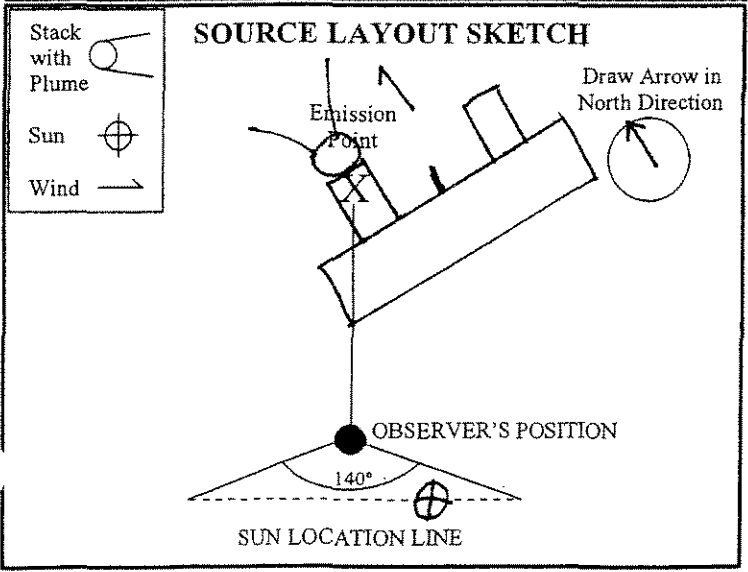 SOURCE LAYOUT SKETCH
Stack
with
Plume
Sun
Wind
Emission
Point
X
Draw Arrow in
North Direction
OBSERVER'S POSITION
140°
SUN LOCATION LINE